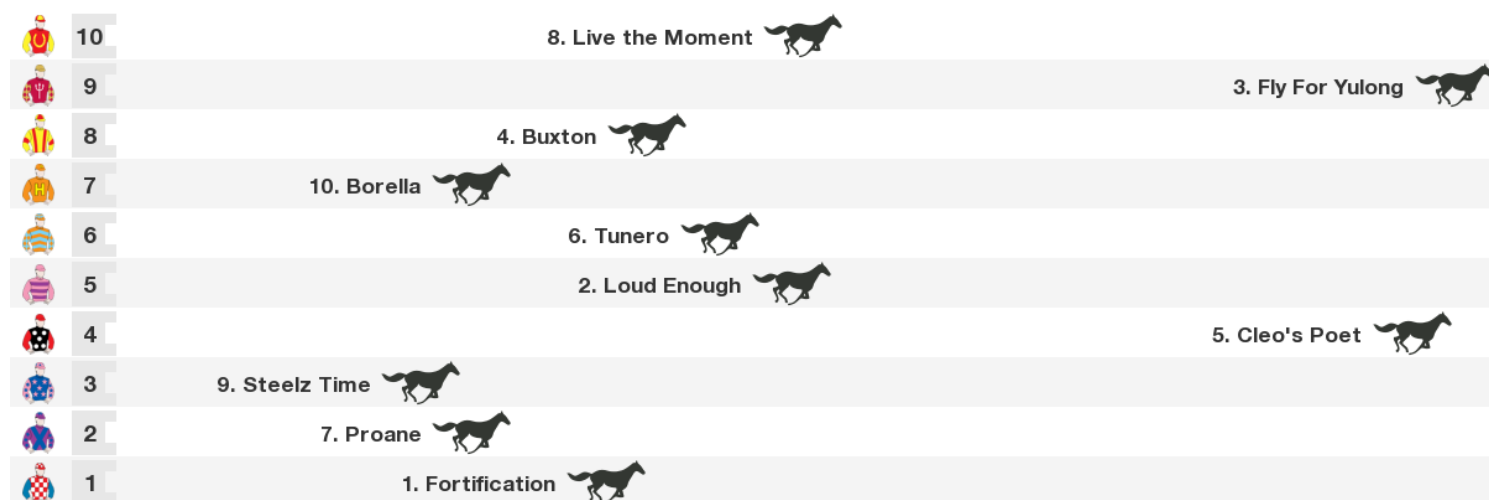 10 8. Live the Moment
9 3. Fly For Yulong
8 4. Buxton
7 10. Borella
6 6. Tunero
5 2. Loud Enough
4 5. Cleo's Poet
3 9. Steelz Time
2 7. Proane
1 1. Fortification